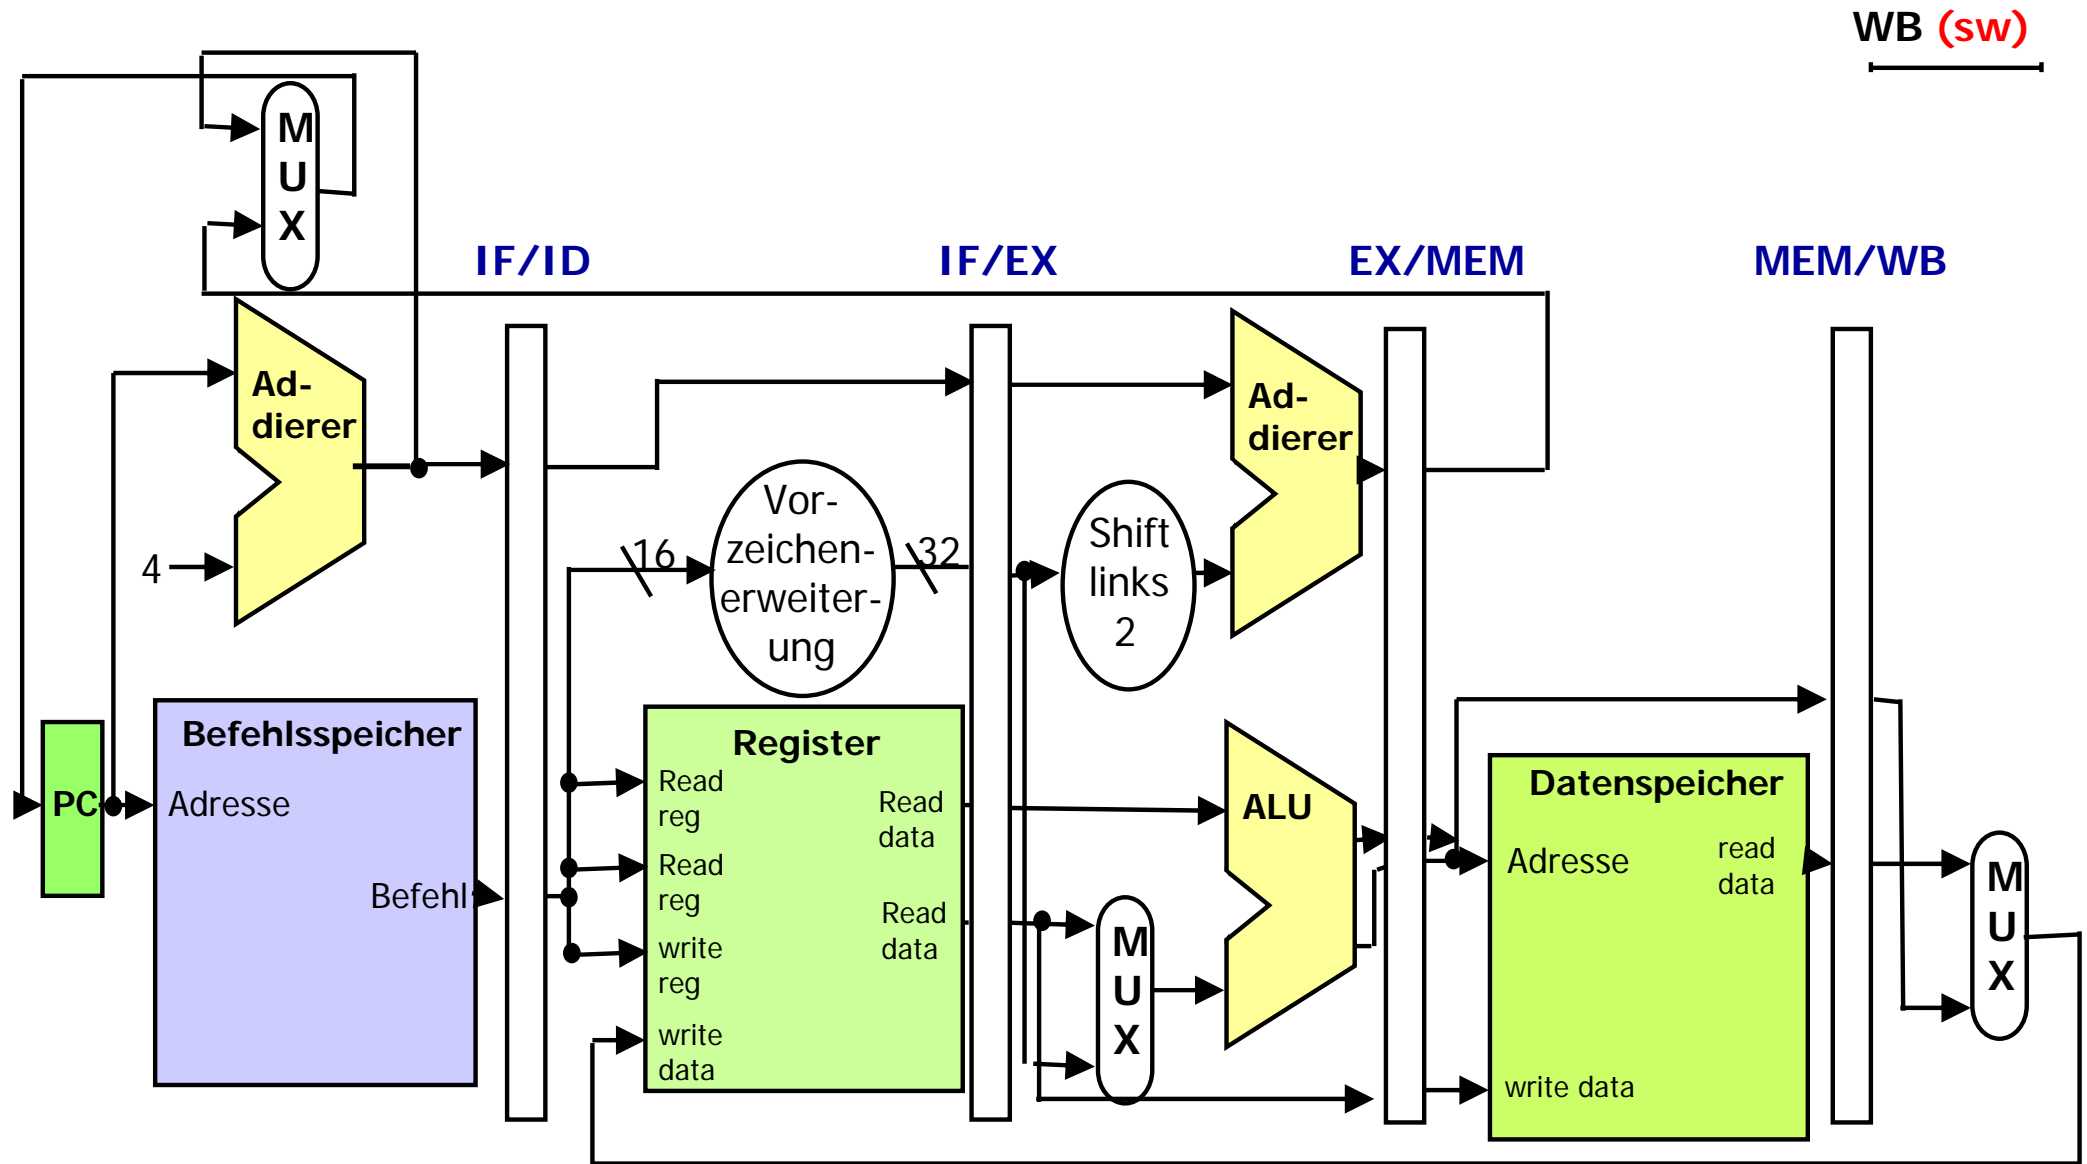 WB (sw)
M
U
X
IF/ID
IF/EX
EX/MEM
MEM/WB
Ad-
dierer
4
16
Vor-
zeichen-
erweiter-
ung
32
Shift
links
2
Ad-
dierer
PC
Befehlsspeicher
Adresse
Befehl
Register
Read
reg
Read
reg
write
reg
write
data
Read
data
Read
data
M
U
X
ALU
Datenspeicher
Adresse
read
data
write data
M
U
X